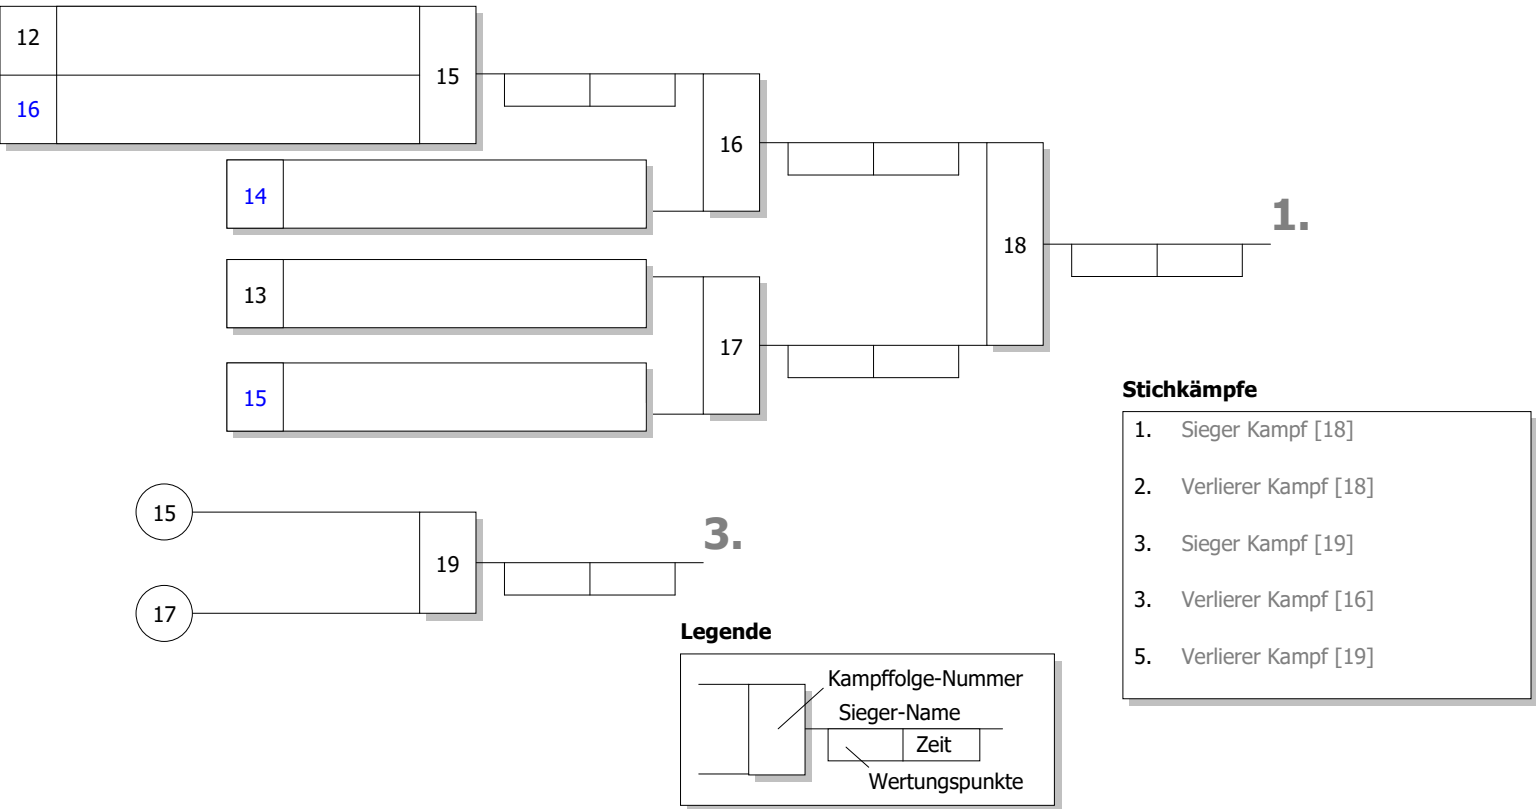 12
15
16
16
14
1.
18
13
17
15
Stichkämpfe
1. Sieger Kampf [18]
2. Verlierer Kampf [18]
3. Sieger Kampf [19]
3. Verlierer Kampf [16]
5. Verlierer Kampf [19]
15
3.
19
17
Legende
Kampffolge-Nummer
Sieger-Name
Zeit
Wertungspunkte